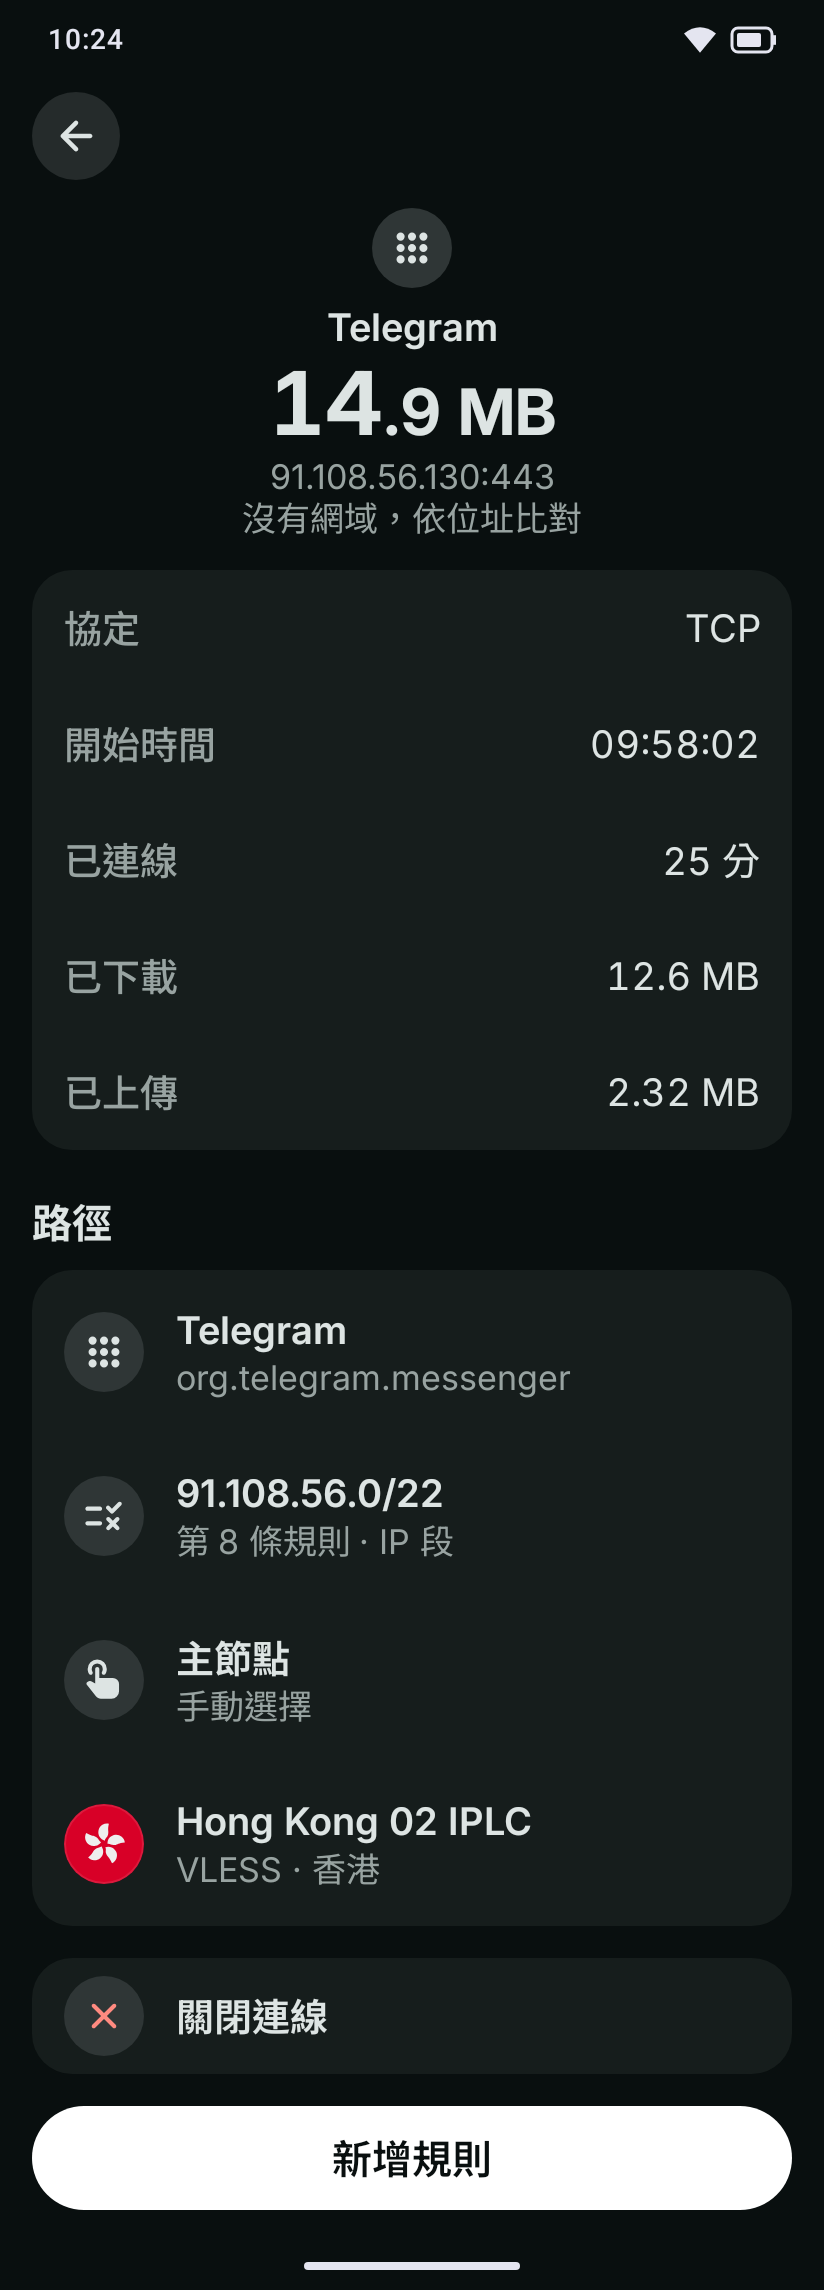 10:24
Telegram
14.9 MB
91.108.56.130:443
沒有網域，依位址比對
協定
TCP
開始時間
09:58:02
已連線
25 分
已下載
12.6 MB
已上傳
2.32 MB
路徑
Telegram
org.telegram.messenger
91.108.56.0/22
第 8 條規則 · IP 段
主節點
手動選擇
Hong Kong 02 IPLC
VLESS · 香港
關閉連線
新增規則